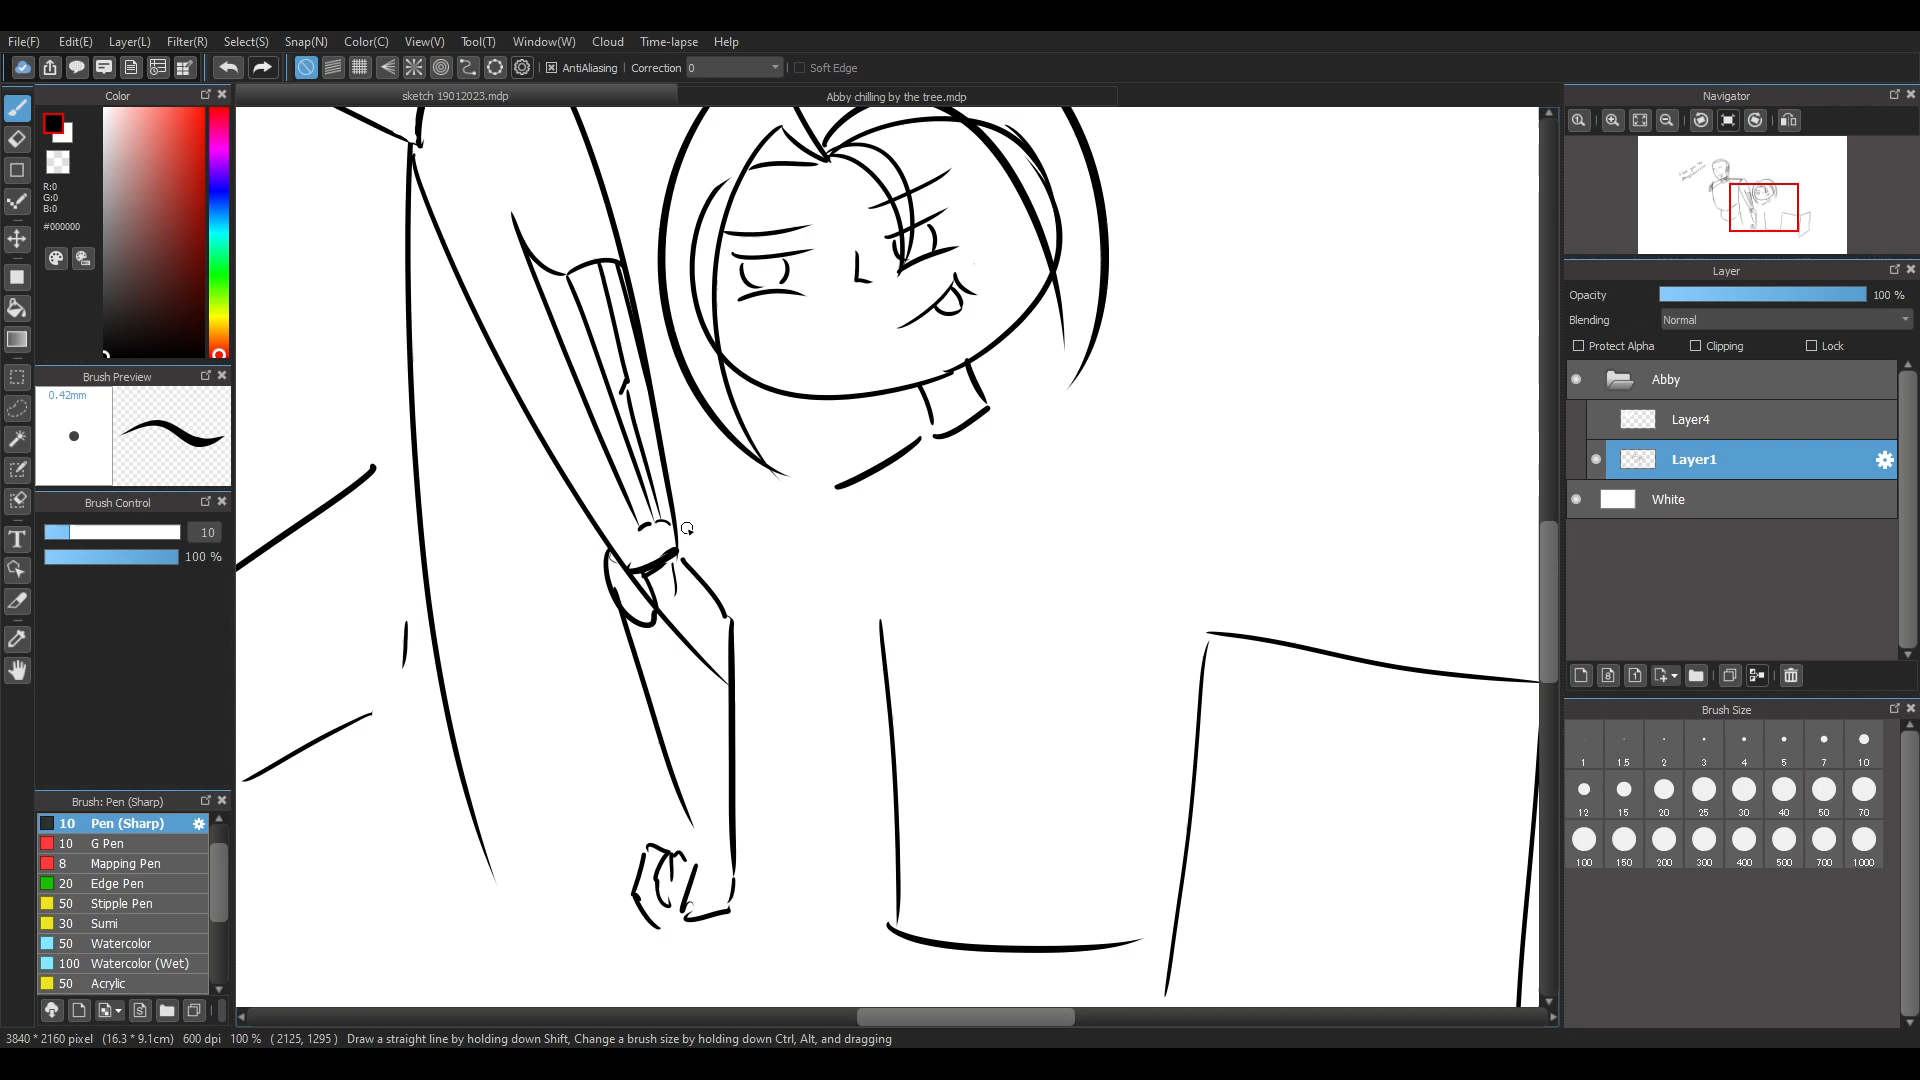 File(F) Edit(E) Layer(L) Filter(R) Select(S) Snap(N) Color(C) View(V) Tool(T) Window(W) Cloud Time-lapse Help
AntiAliasing Correction 0 Soft Edge
Color
sketch 19012023.mdp
Abby chilling by the tree.mdp
Navigator
R:0
G:0
B:0
#000000
Layer
Opacity 100 %
Blending Normal
Protect Alpha Clipping Lock
Abby
Layer4
Layer1
White
Brush Preview
0.42mm
Brush Control
10
100 %
Brush Size
1 1.5 2 3 4 5 7 10
12 15 20 25 30 40 50 70
100 150 200 300 400 500 700 1000
Brush: Pen (Sharp)
10 Pen (Sharp)
10 G Pen
8 Mapping Pen
20 Edge Pen
50 Stipple Pen
30 Sumi
50 Watercolor
100 Watercolor (Wet)
50 Acrylic
3840 * 2160 pixel (16.3 * 9.1cm) 600 dpi 100 % ( 2125, 1295 ) Draw a straight line by holding down Shift, Change a brush size by holding down Ctrl, Alt, and dragging